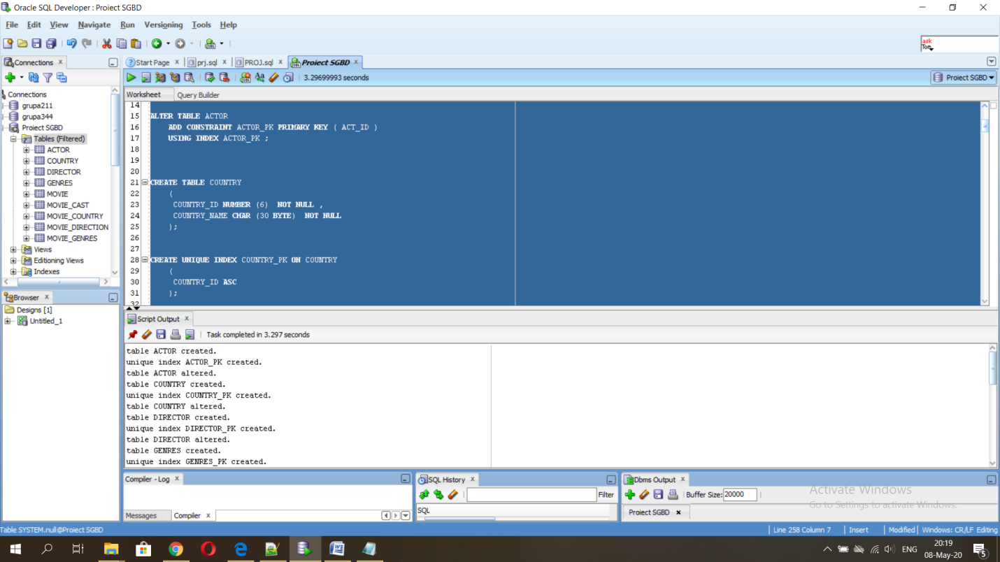 Oracle SQL Developer : Proiect SGBD
File Edit View Navigate Run Versioning Tools Help
ask
Tom
Connections
Start Page
prj.sql
PROJ.sql
Proiect SGBD
3.29699993 seconds
Proiect SGBD
Worksheet
Query Builder
Connections
grupa211
grupa344
Proiect SGBD
Tables (Filtered)
ACTOR
COUNTRY
DIRECTOR
GENRES
MOVIE
MOVIE_CAST
MOVIE_COUNTRY
MOVIE_DIRECTION
MOVIE_GENRES
Views
Editioning Views
Indexes
14
15 ALTER TABLE ACTOR
16 ADD CONSTRAINT ACTOR_PK PRIMARY KEY ( ACT_ID )
17 USING INDEX ACTOR_PK ;
18
19
20
21 CREATE TABLE COUNTRY
22 (
23 COUNTRY_ID NUMBER (6) NOT NULL ,
24 COUNTRY_NAME CHAR (30 BYTE) NOT NULL
25 );
26
27
28 CREATE UNIQUE INDEX COUNTRY_PK ON COUNTRY
29 (
30 COUNTRY_ID ASC
31 );
32
Browser
Designs [1]
Untitled_1
Script Output
Task completed in 3.297 seconds
table ACTOR created.
unique index ACTOR_PK created.
table ACTOR altered.
table COUNTRY created.
unique index COUNTRY_PK created.
table COUNTRY altered.
table DIRECTOR created.
unique index DIRECTOR_PK created.
table DIRECTOR altered.
table GENRES created.
unique index GENRES_PK created.
Compiler - Log
Messages
Compiler
SQL History
Filter
SQL
Dbms Output
Buffer Size: 20000
Proiect SGBD
Activate Windows
Go to Settings to activate Windows.
Table SYSTEM.null@Proiect SGBD
Line 258 Column 7
Insert
Modified
Windows: CR/LF Editing
ENG
20:19
08-May-20
5